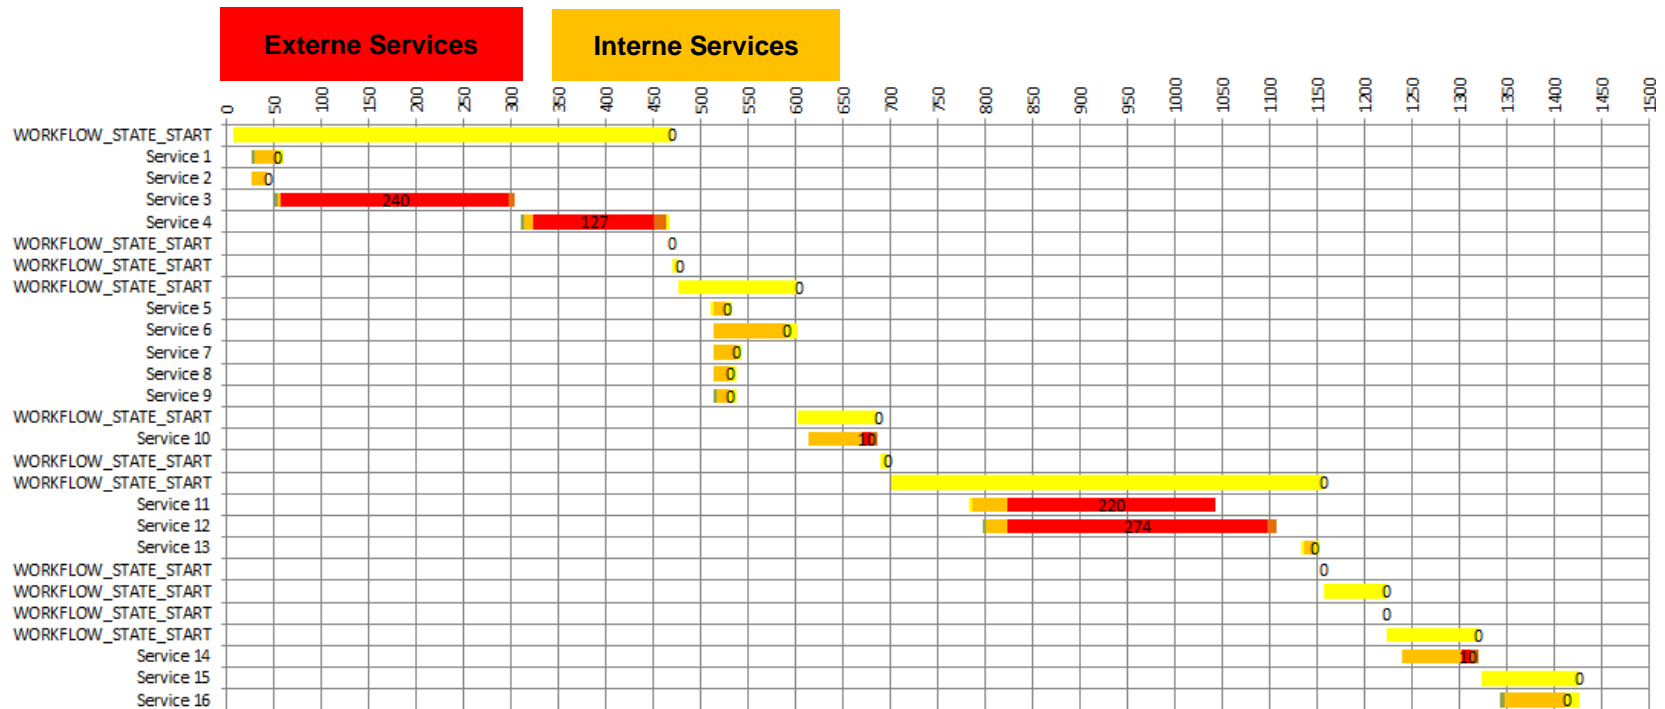 Externe Services
Interne Services
0 50 100 150 200 250 300 350 400 450 500 550 600 650 700 750 800 850 900 950 1000 1050 1100 1150 1200 1250 1300 1350 1400 1450 1500
WORKFLOW_STATE_START 0
Service 1 0
Service 2 0
Service 3 240
Service 4 127
WORKFLOW_STATE_START 0
WORKFLOW_STATE_START 0
WORKFLOW_STATE_START 0
Service 5 0
Service 6 0
Service 7 0
Service 8 0
Service 9 0
WORKFLOW_STATE_START 0
Service 10 10
WORKFLOW_STATE_START 0
WORKFLOW_STATE_START 0
Service 11 220
Service 12 274
Service 13 0
WORKFLOW_STATE_START 0
WORKFLOW_STATE_START 0
WORKFLOW_STATE_START 0
WORKFLOW_STATE_START 0
Service 14 10
Service 15 0
Service 16 0